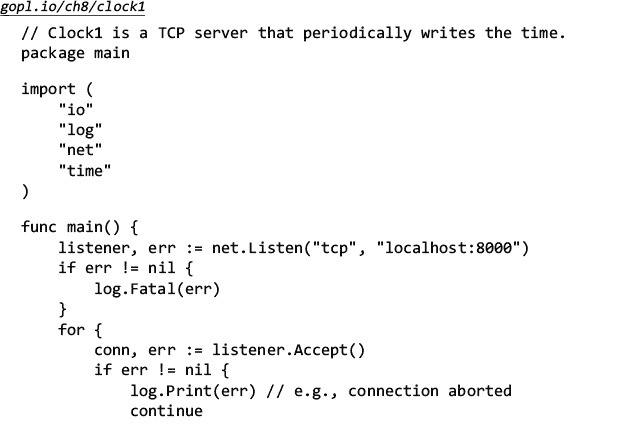 gopl.io/ch8/clock1
// Clock1 is a TCP server that periodically writes the time.
package main
import (
"io"
"log"
"net"
"time"
)
func main() {
listener, err := net.Listen("tcp", "localhost:8000")
if err != nil {
log.Fatal(err)
}
for {
conn, err := listener.Accept()
if err != nil {
log.Print(err) // e.g., connection aborted
continue